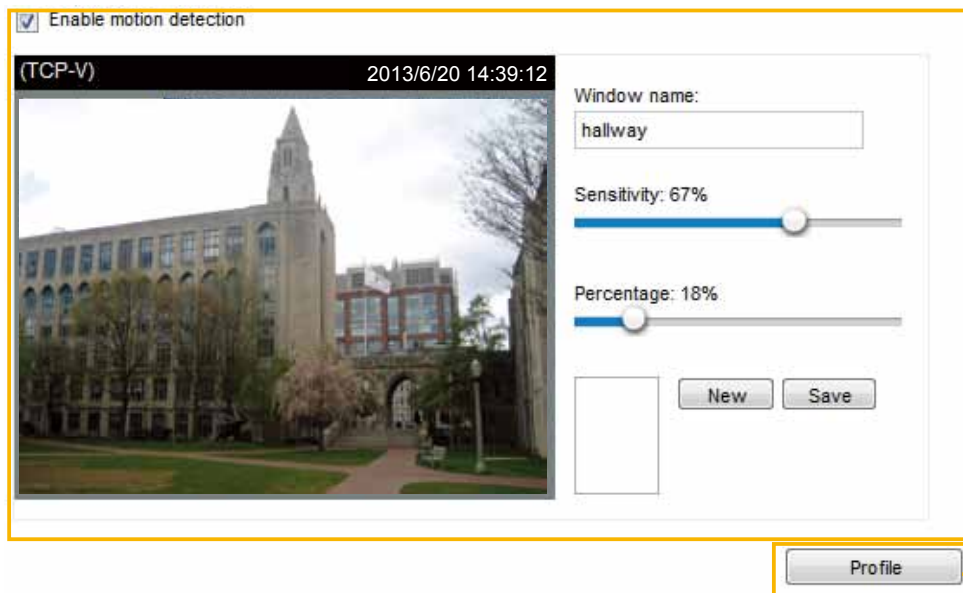 Enable motion detection
(TCP-V) 2013/6/20 14:39:12
Window name:
hallway
Sensitivity: 67%
Percentage: 18%
New Save
Profile